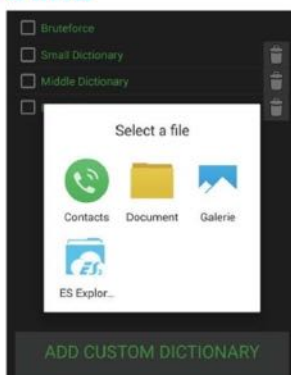 Bruteforce
Small Dictionary
Middle Dictionary
Select a file
Contacts Document Galerie
ES Explor...
ADD CUSTOM DICTIONARY